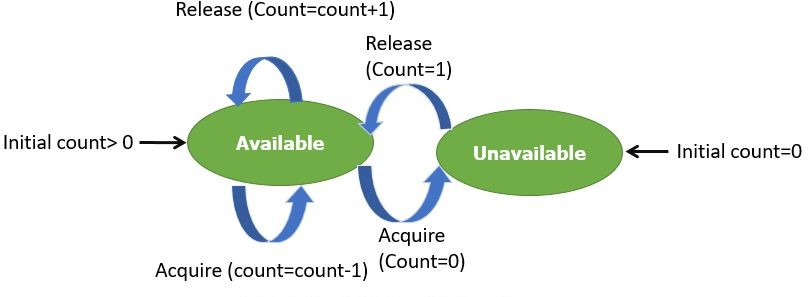 Release (Count=count+1)
Release
(Count=1)
Initial count> 0
Available
Unavailable
Initial count=0
Acquire
(Count=0)
Acquire (count=count-1)